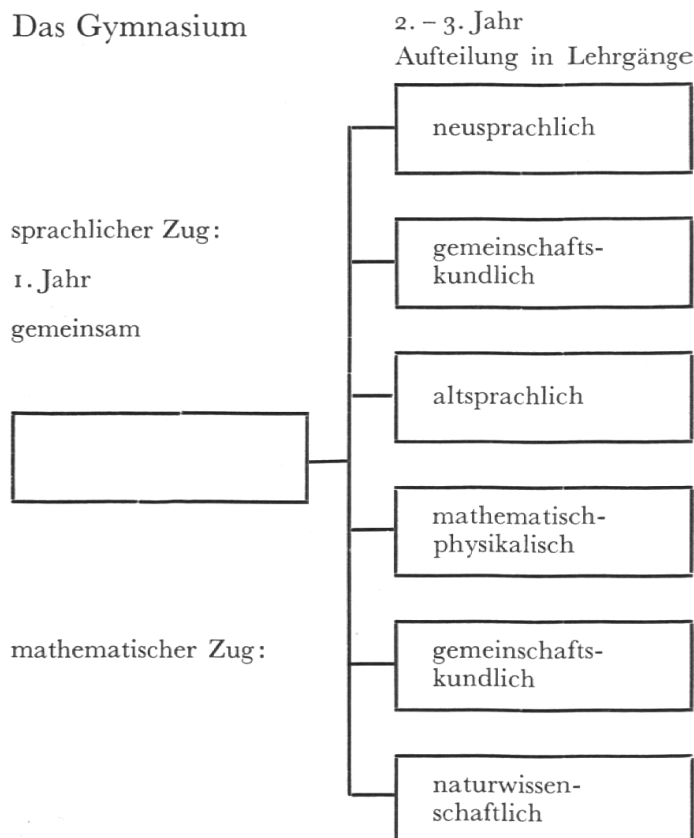 Das Gymnasium
2. – 3. Jahr
Aufteilung in Lehrgänge
neusprachlich
sprachlicher Zug:
1. Jahr
gemeinsam
gemeinschafts-
kundlich
altsprachlich
mathematisch-
physikalisch
mathematischer Zug:
gemeinschafts-
kundlich
naturwissen-
schaftlich